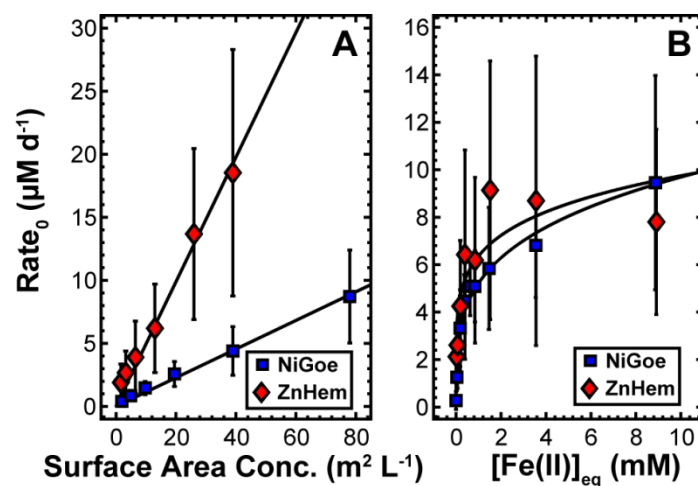 A
30
25
20
15
10
5
0
Rate₀ (µM d⁻¹)
NiGoe
ZnHem
0 20 40 60 80
Surface Area Conc. (m² L⁻¹)
B
16
14
12
10
8
6
4
2
0
NiGoe
ZnHem
0 2 4 6 8 10
[Fe(II)]eq (mM)